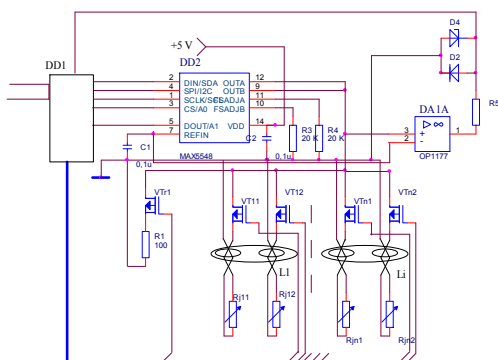 D4
+5 V
DD1
DD2
D2
2 DIN/SDA OUTA 12
4 SPI/I2C OUTB 9
1 SCLK/SCL FSADJA 11
3 CS/A0 FSADJB 10
5 DOUT/A1 VDD 14
7 REFIN
MAX5548
R5
DA1A
3 + 1
2 -
OP1177
R3
20 K
R4
20 K
C1
0,1u
C2
0,1u
VTr1
VT11
VT12
VTn1
VTn2
R1
100
L1
Li
Rj11
Rj12
Rjn1
Rjn2